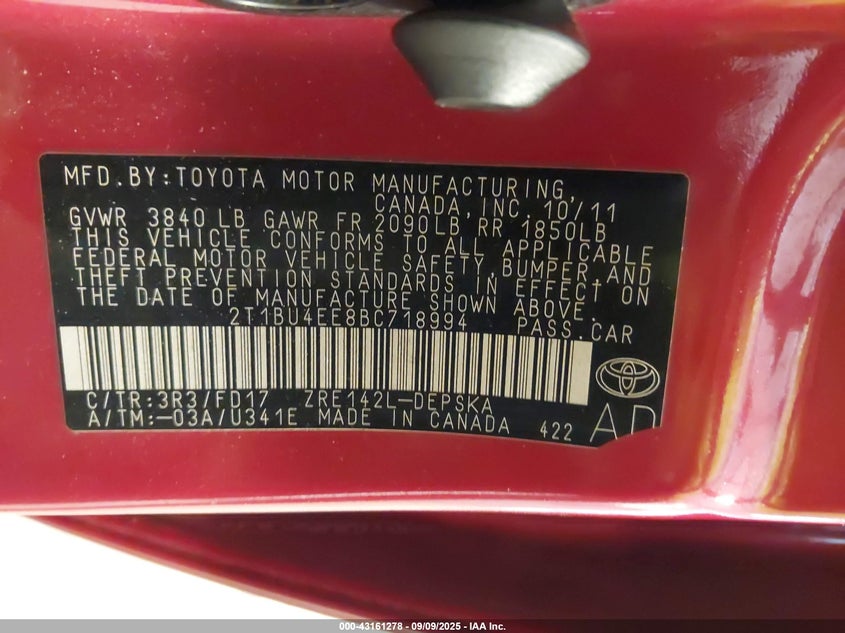 MFD.BY:TOYOTA MOTOR MANUFACTURING,
CANADA,INC. 10/11
GVWR 3840 LB GAWR FR 2090LB RR 1850LB
THIS VEHICLE CONFORMS TO ALL APPLICABLE
FEDERAL MOTOR VEHICLE SAFETY,BUMPER,AND
THEFT PREVENTION STANDARDS IN EFFECT ON
THE DATE OF MANUFACTURE SHOWN ABOVE.
2T1BU4EE8BC718994 PASS.CAR
C/TR:3R3/FD17 ZRE142L-DEPSKA
A/TM:-03A/U341E MADE IN CANADA 422 AD
000-43161278 - 09/09/2025 - IAA Inc.